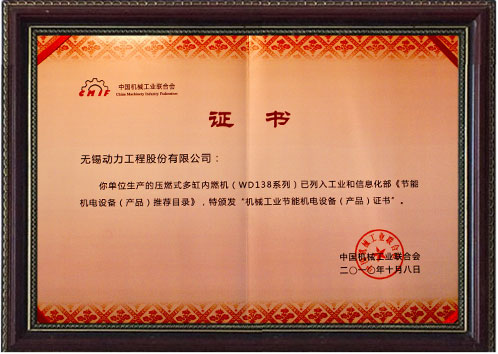 CMIF
中国机械工业联合会
China Machinery Industry Federation
证书
无锡动力工程股份有限公司：
你单位生产的压燃式多缸内燃机（WD138系列）已列入工业和信息化部《节能
机电设备（产品）推荐目录》，特颁发“机械工业节能机电设备（产品）证书”。
中国机械工业联合会
二〇一〇年十月八日